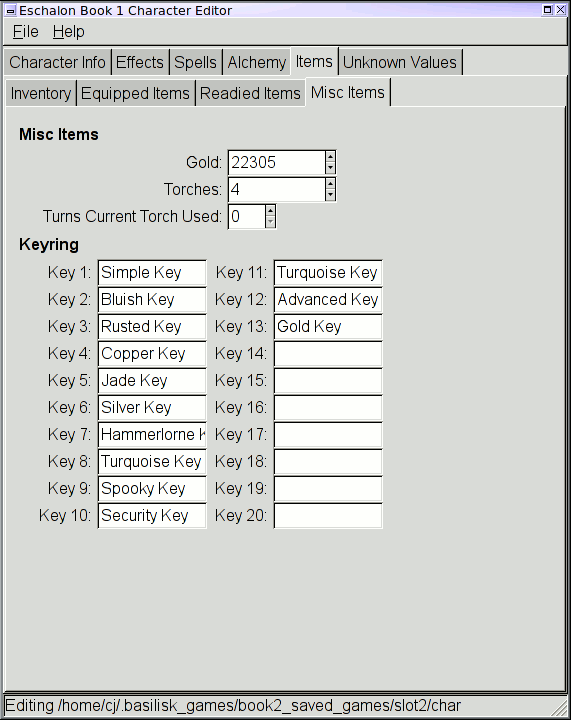 Eschalon Book 1 Character Editor
File Help
Character Info Effects Spells Alchemy Items Unknown Values
Inventory Equipped Items Readied Items Misc Items
Misc Items
Gold: 22305
Torches: 4
Turns Current Torch Used: 0
Keyring
Key 1: Simple Key Key 11: Turquoise Key
Key 2: Bluish Key Key 12: Advanced Key
Key 3: Rusted Key Key 13: Gold Key
Key 4: Copper Key Key 14:
Key 5: Jade Key Key 15:
Key 6: Silver Key Key 16:
Key 7: Hammerlorne K Key 17:
Key 8: Turquoise Key Key 18:
Key 9: Spooky Key Key 19:
Key 10: Security Key Key 20:
Editing /home/cj/.basilisk_games/book2_saved_games/slot2/char